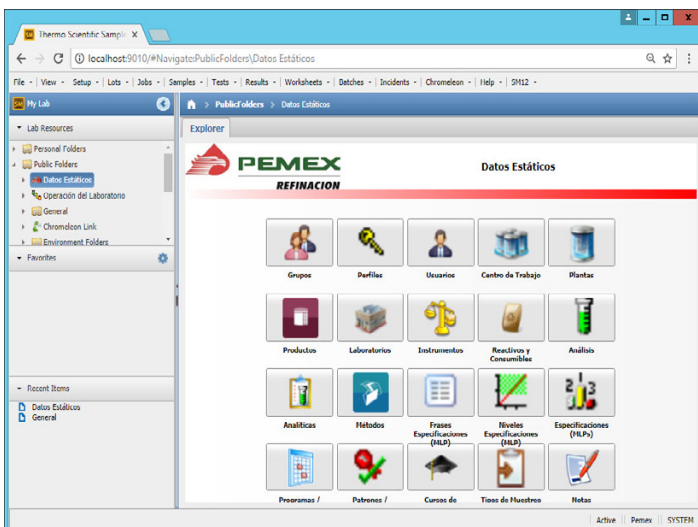 Thermo Scientific Sample
localhost:9010/#Navigate:PublicFolders\Datos Estáticos
File - | View - Setup - | Lots - | Jobs - | Samples - | Tests - | Results - | Worksheets - | Batches - | Incidents - | Chromeleon - | Help - | SM12 -
SM My Lab
PublicFolders > Datos Estáticos
Lab Resources
Explorer
Personal Folders
Public Folders
Datos Estáticos
Operación del Laboratorio
General
Chromeleon Link
Environment Folders
Favorites
PEMEX
REFINACION
Datos Estáticos
Grupos
Perfiles
Usuarios
Centro de Trabajo
Plantas
Productos
Laboratorios
Instrumentos
Reactivos y
Consumibles
Análisis
Recent Items
Datos Estáticos
General
Analíticas
Métodos
Frases
Especificaciones
(MLP)
Niveles
Especificaciones
(MLP)
Especificaciones
(MLPs)
Programas /
Patrones /
Cursos de
Tipos de Muestreo
Notas
Active
Pemex
SYSTEM